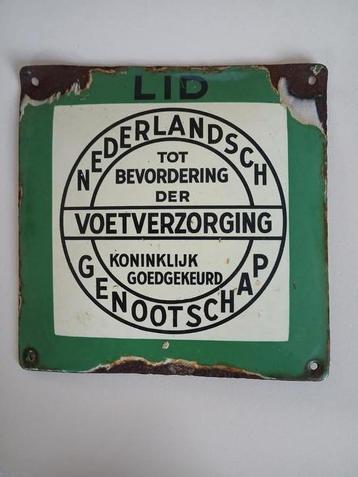 LID
NEDERLANDSCH
TOT
BEVORDERING
DER
VOETVERZORGING
KONINKLIJK
GOEDGEKEURD
GENOOTSCHAP